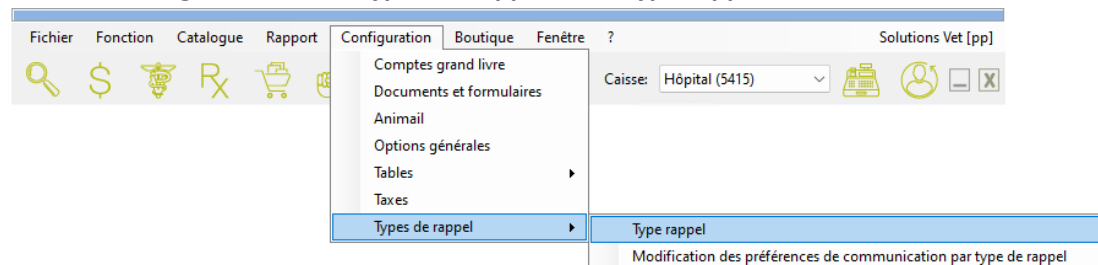 Fichier Fonction Catalogue Rapport Configuration Boutique Fenêtre ? Solutions Vet [pp]
Comptes grand livre
Caisse: Hôpital (5415)
Documents et formulaires
Animail
Options générales
Tables
Taxes
Types de rappel
Type rappel
Modification des préférences de communication par type de rappel